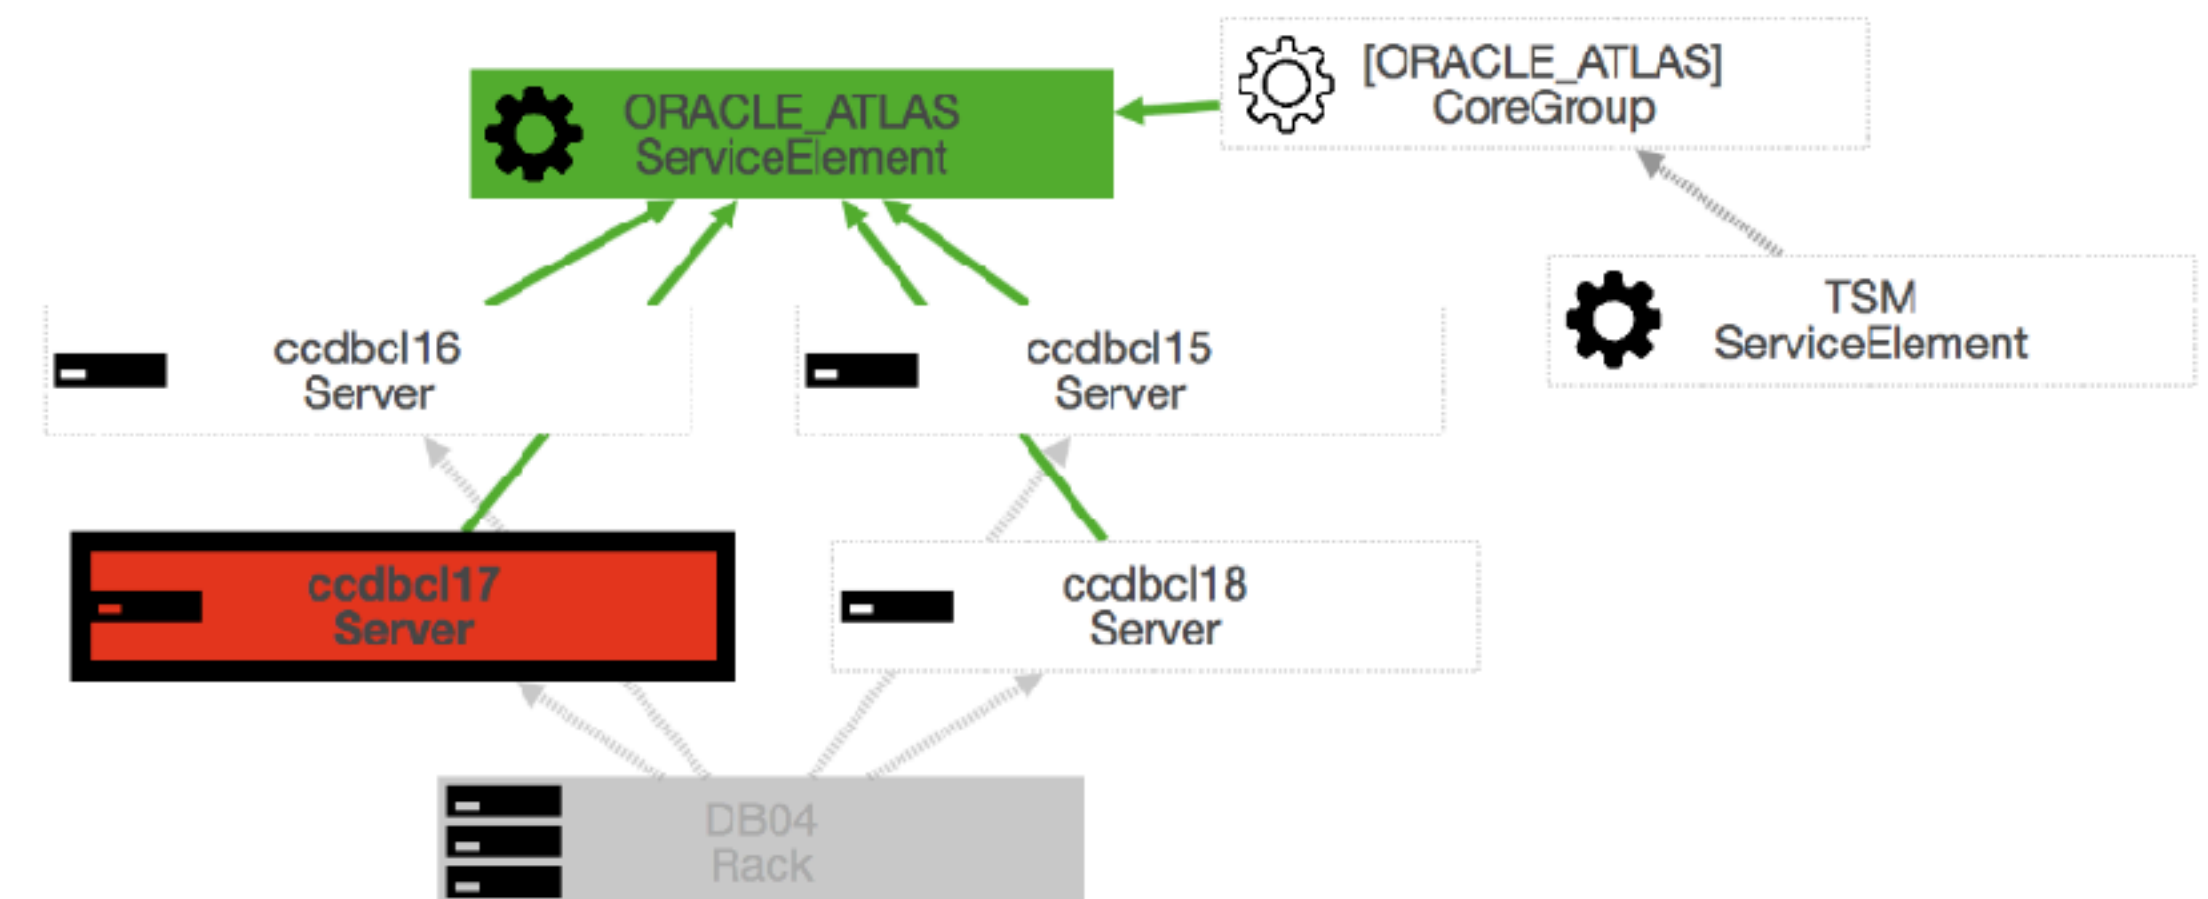 [ORACLE_ATLAS]
CoreGroup
ORACLE_ATLAS
ServiceElement
TSM
ServiceElement
ccdbcl16
Server
ccdbcl15
Server
ccdbcl17
Server
ccdbcl18
Server
DB04
Rack